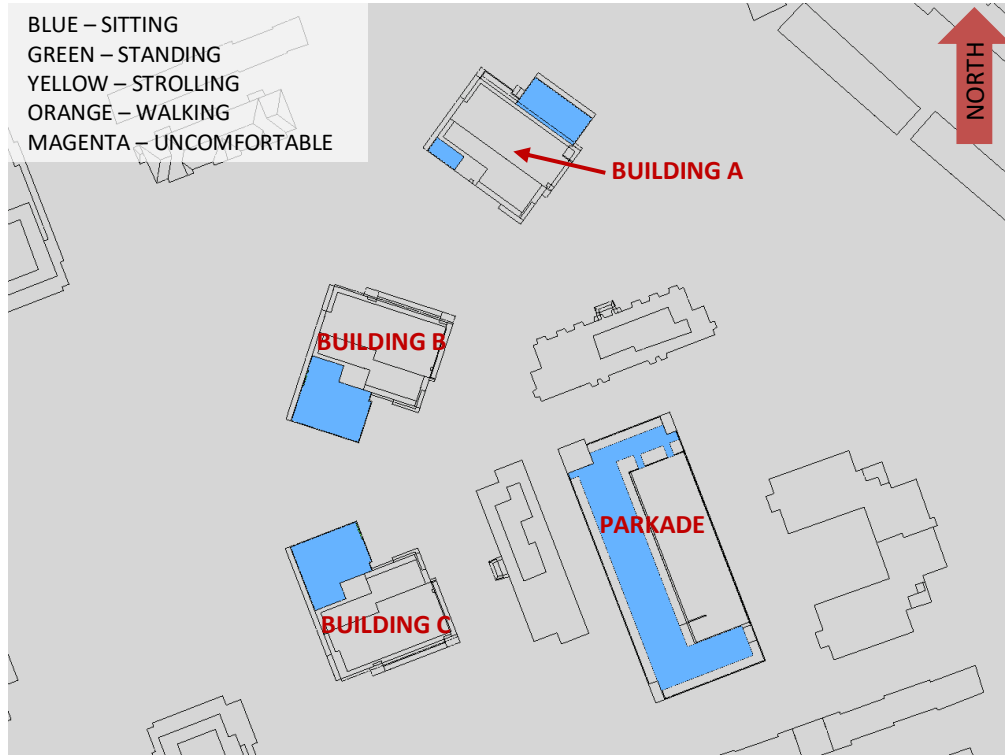 BLUE – SITTING
GREEN – STANDING
YELLOW – STROLLING
ORANGE – WALKING
MAGENTA – UNCOMFORTABLE
NORTH
BUILDING A
BUILDING B
PARKADE
BUILDING C